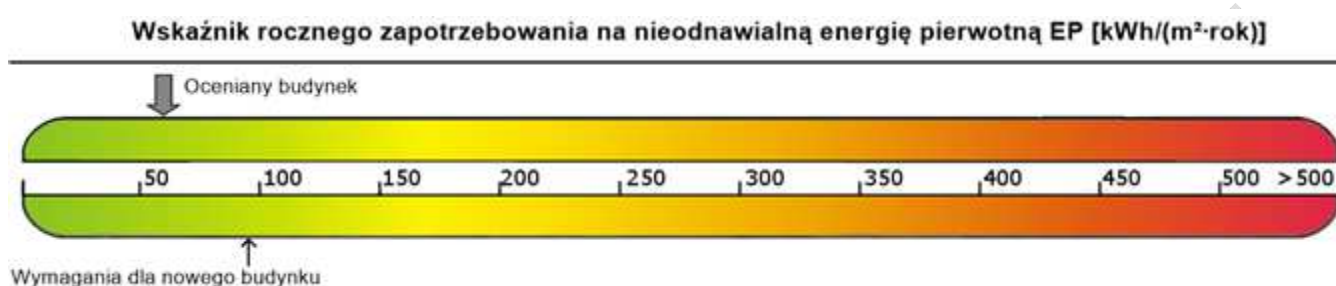 Wskaźnik rocznego zapotrzebowania na nieodnawialną energię pierwotną EP [kWh/(m²·rok)]
Oceniany budynek
50 100 150 200 250 300 350 400 450 500 >500
Wymagania dla nowego budynku